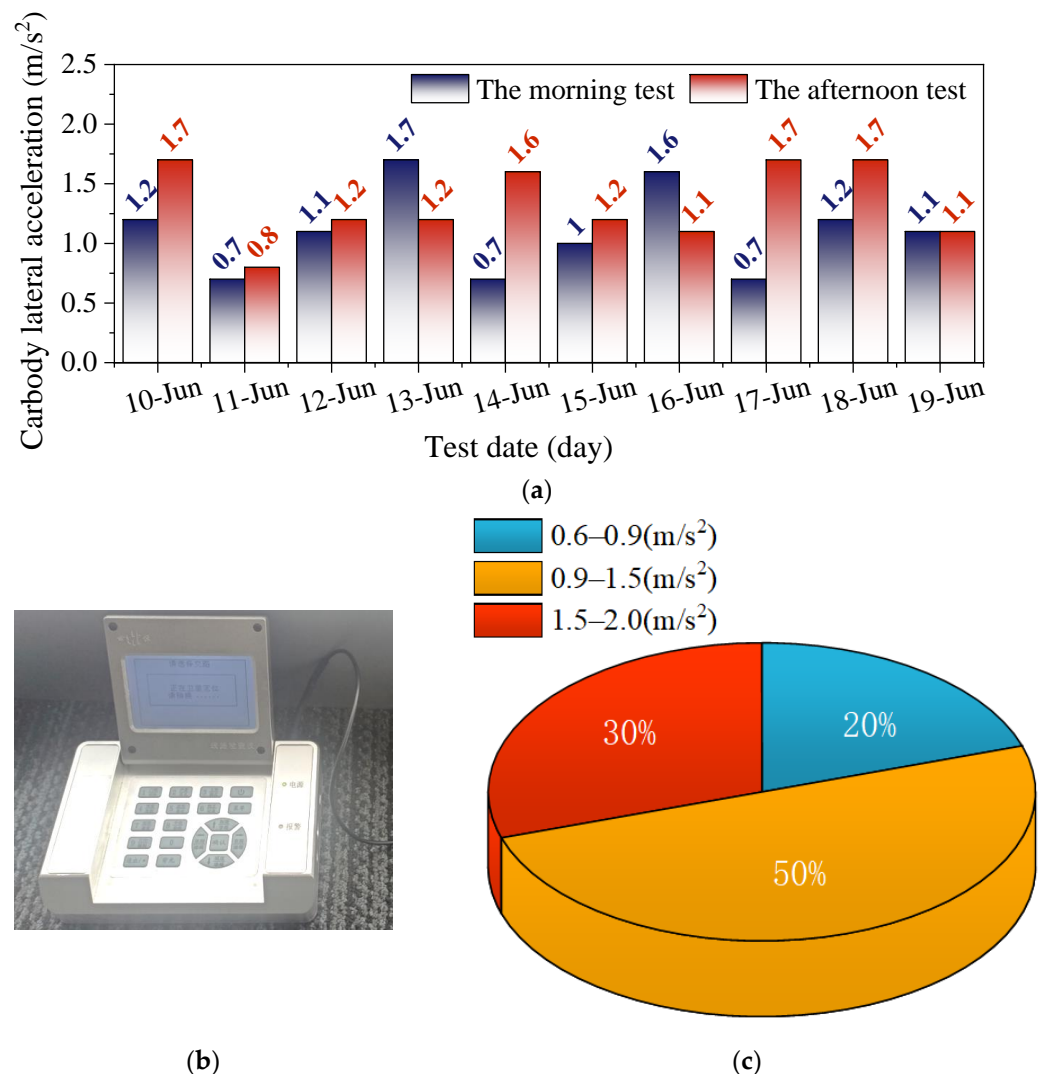 Carbody lateral acceleration (m/s²)
2.5
2.0
1.5
1.0
0.5
0.0
The morning test
The afternoon test
1.2
1.7
0.7
0.8
1.1
1.2
1.7
1.2
0.7
1.6
1
1.2
1.6
1.1
0.7
1.7
1.2
1.7
1.1
1.1
10-Jun
11-Jun
12-Jun
13-Jun
14-Jun
15-Jun
16-Jun
17-Jun
18-Jun
19-Jun
Test date (day)
(a)
0.6–0.9(m/s²)
0.9–1.5(m/s²)
1.5–2.0(m/s²)
电源
报警
30%
20%
50%
(b)
(c)